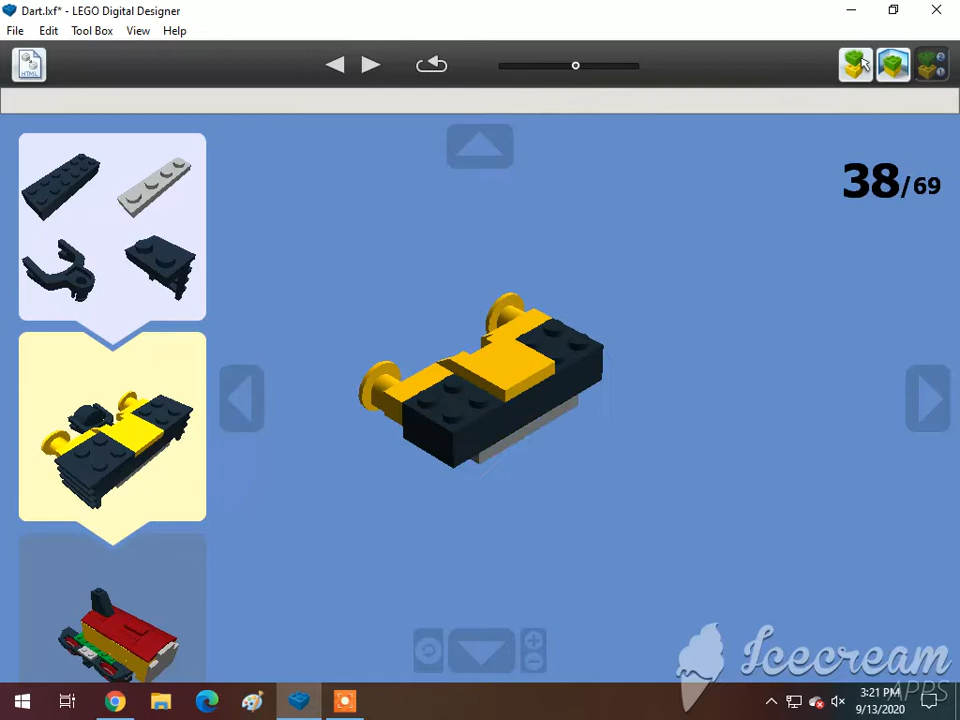 Dart.lxf* - LEGO Digital Designer
File Edit Tool Box View Help
HTML
38/69
Icecream
APPS
3:21 PM
9/13/2020